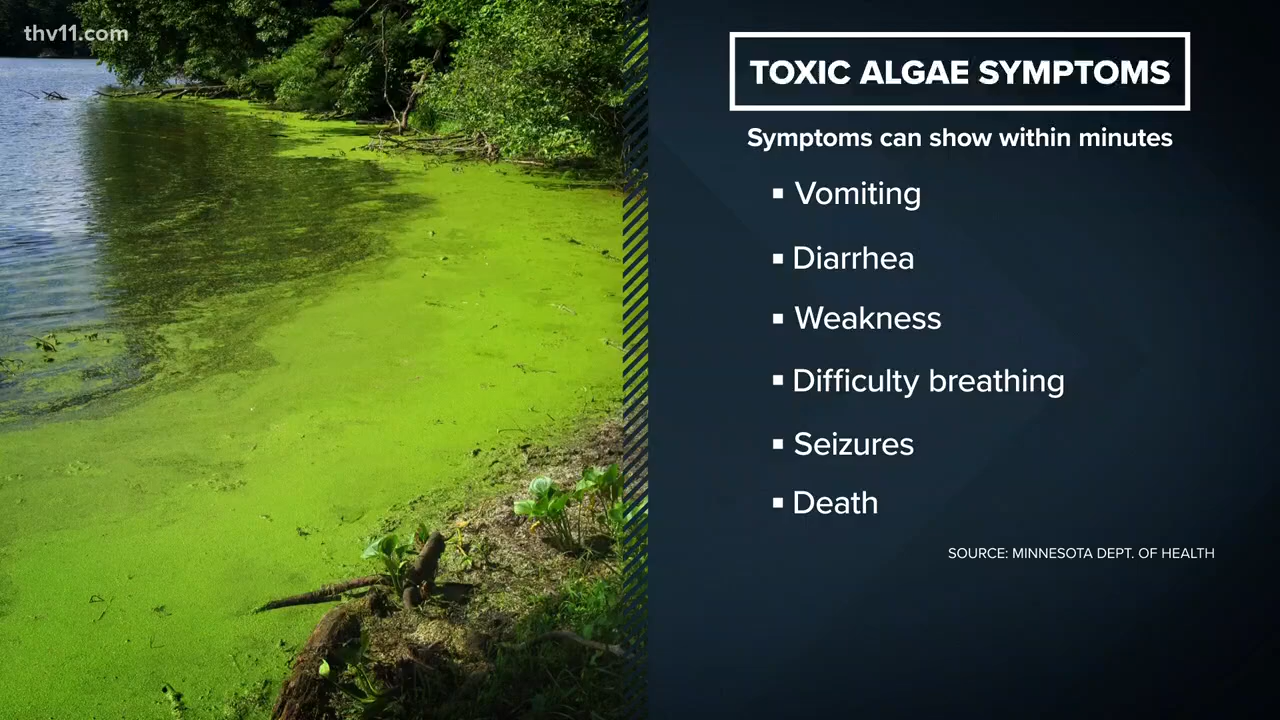 thv11.com
TOXIC ALGAE SYMPTOMS
Symptoms can show within minutes
▪ Vomiting
▪ Diarrhea
▪ Weakness
▪ Difficulty breathing
▪ Seizures
▪ Death
SOURCE: MINNESOTA DEPT. OF HEALTH